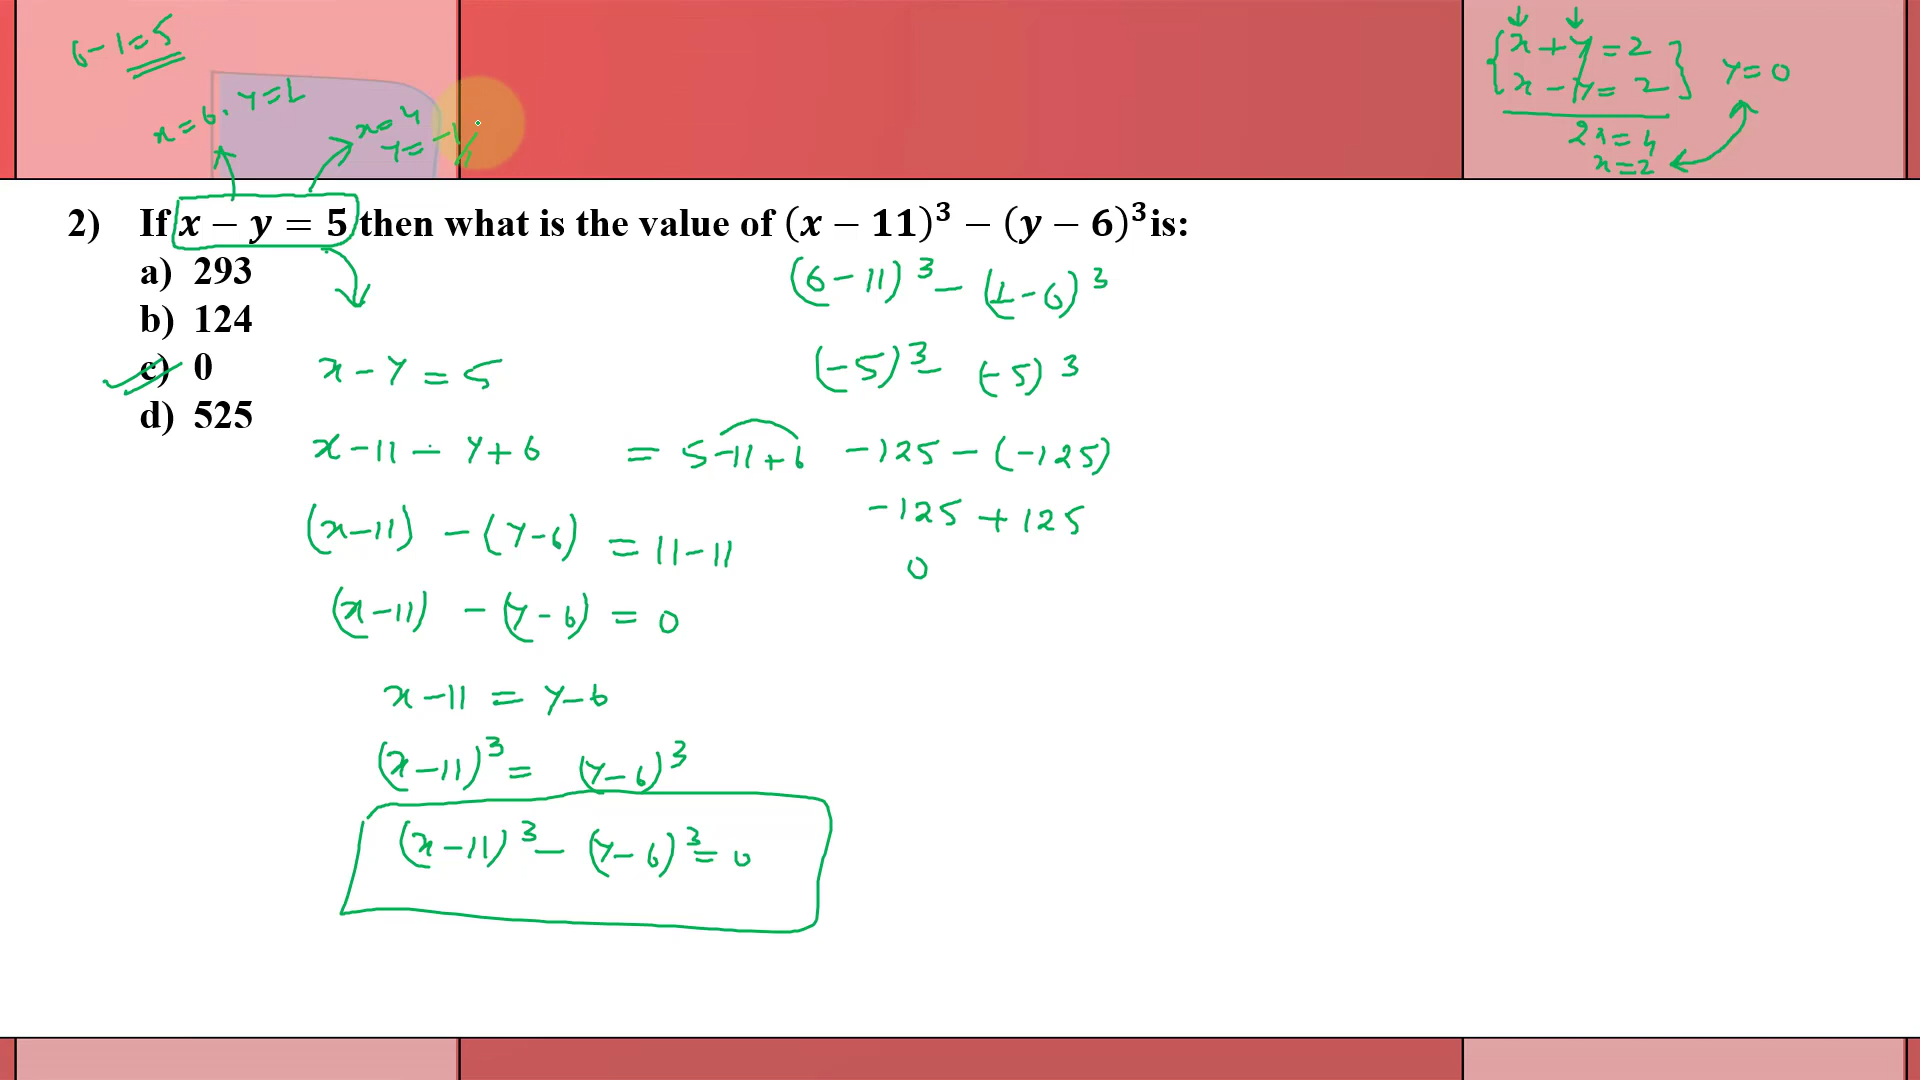 6-1=5
x=6, y=1
x=4
y=-1
{x+y=2
x-y=2}
y=0
2x=4
x=2
2) If x − y = 5 then what is the value of (x − 11)³ − (y − 6)³ is:
a) 293
b) 124
c) 0
d) 525
x-y=5
x-11-y+6 = 5-11+6
(x-11) -(y-6) = 11-11
(x-11) -(y-6) = 0
x-11 = y-6
(x-11)³ = (y-6)³
(x-11)³ - (y-6)³ = 0
(6-11)³ - (1-6)³
(-5)³ - (-5)³
-125-(-125)
-125+125
0